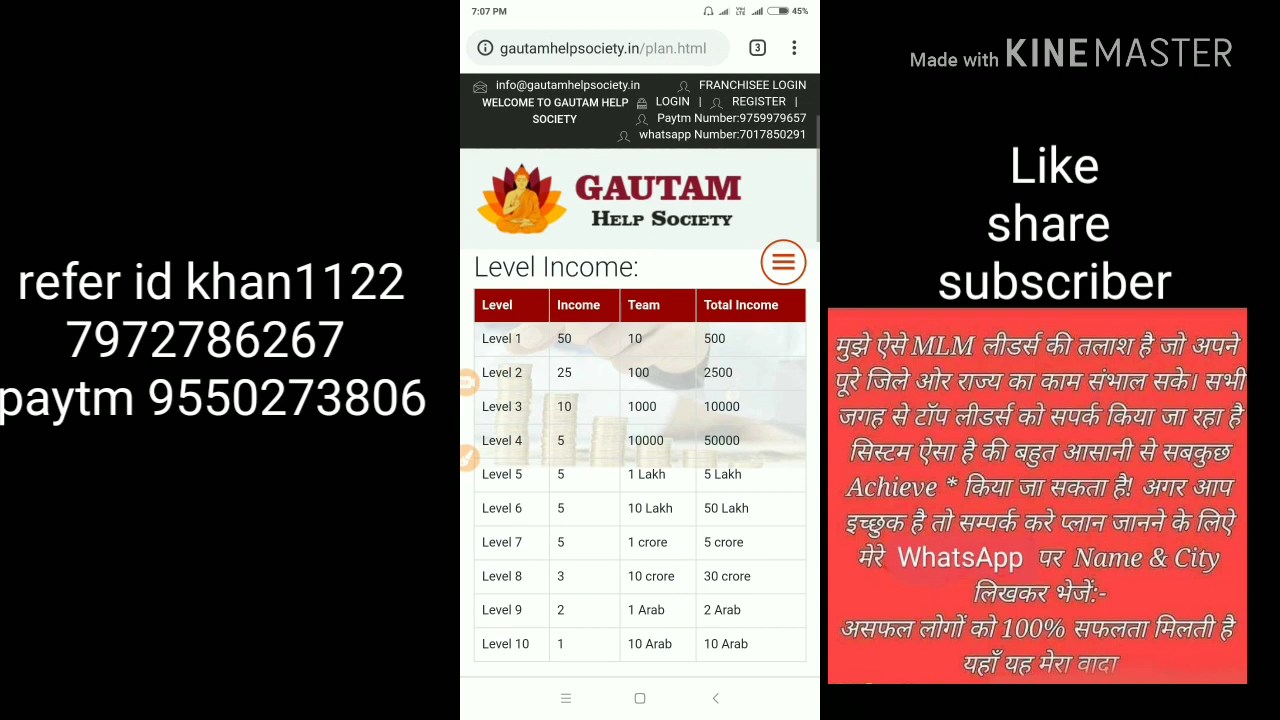 refer id khan1122
7972786267
paytm 9550273806
7:07 PM
45%
gautamhelpsociety.in/plan.html
3
info@gautamhelpsociety.in
FRANCHISEE LOGIN
WELCOME TO GAUTAM HELP SOCIETY
LOGIN | REGISTER |
Paytm Number:9759979657
whatsapp Number:7017850291
GAUTAM
HELP SOCIETY
Level Income:
Level Income Team Total Income
Level 1 50 10 500
Level 2 25 100 2500
Level 3 10 1000 10000
Level 4 5 10000 50000
Level 5 5 1 Lakh 5 Lakh
Level 6 5 10 Lakh 50 Lakh
Level 7 5 1 crore 5 crore
Level 8 3 10 crore 30 crore
Level 9 2 1 Arab 2 Arab
Level 10 1 10 Arab 10 Arab
Made with KINEMASTER
Like
share
subscriber
मुझे ऐसे MLM लीडर्स की तलाश है जो अपने
पूरे जिले ओर राज्य का काम संभाल सके। सभी
जगह से टॉप लीडर्स को सपर्क किया जा रहा है
सिस्टम ऐसा है की बहुत आसानी से सबकुछ
Achieve * किया जा सकता है! अगर आप
इच्छुक है तो सम्पर्क करे प्लान जानने के लिऐ
मेरे WhatsApp पर Name & City
लिखकर भेजें:-
असफल लोगों को 100% सफलता मिलती है
यहाँ यह मेरा वादा